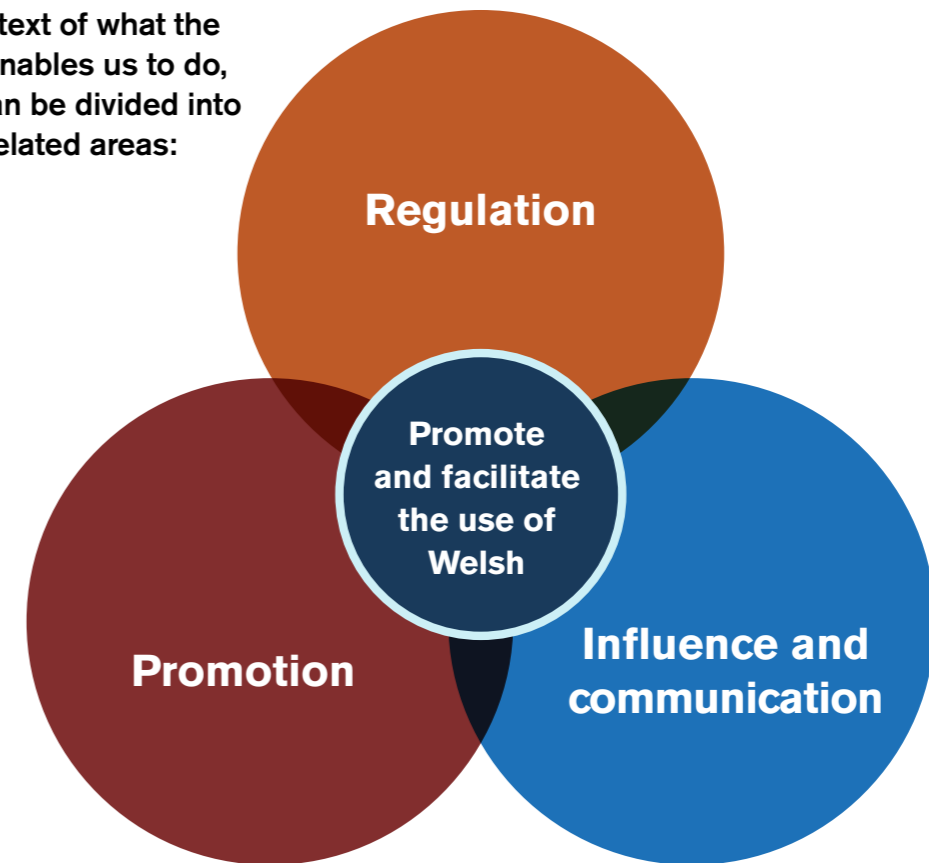 text of what the
nables us to do,
an be divided into
elated areas:
Regulation
Promote
and facilitate
the use of
Welsh
Promotion
Influence and
communication